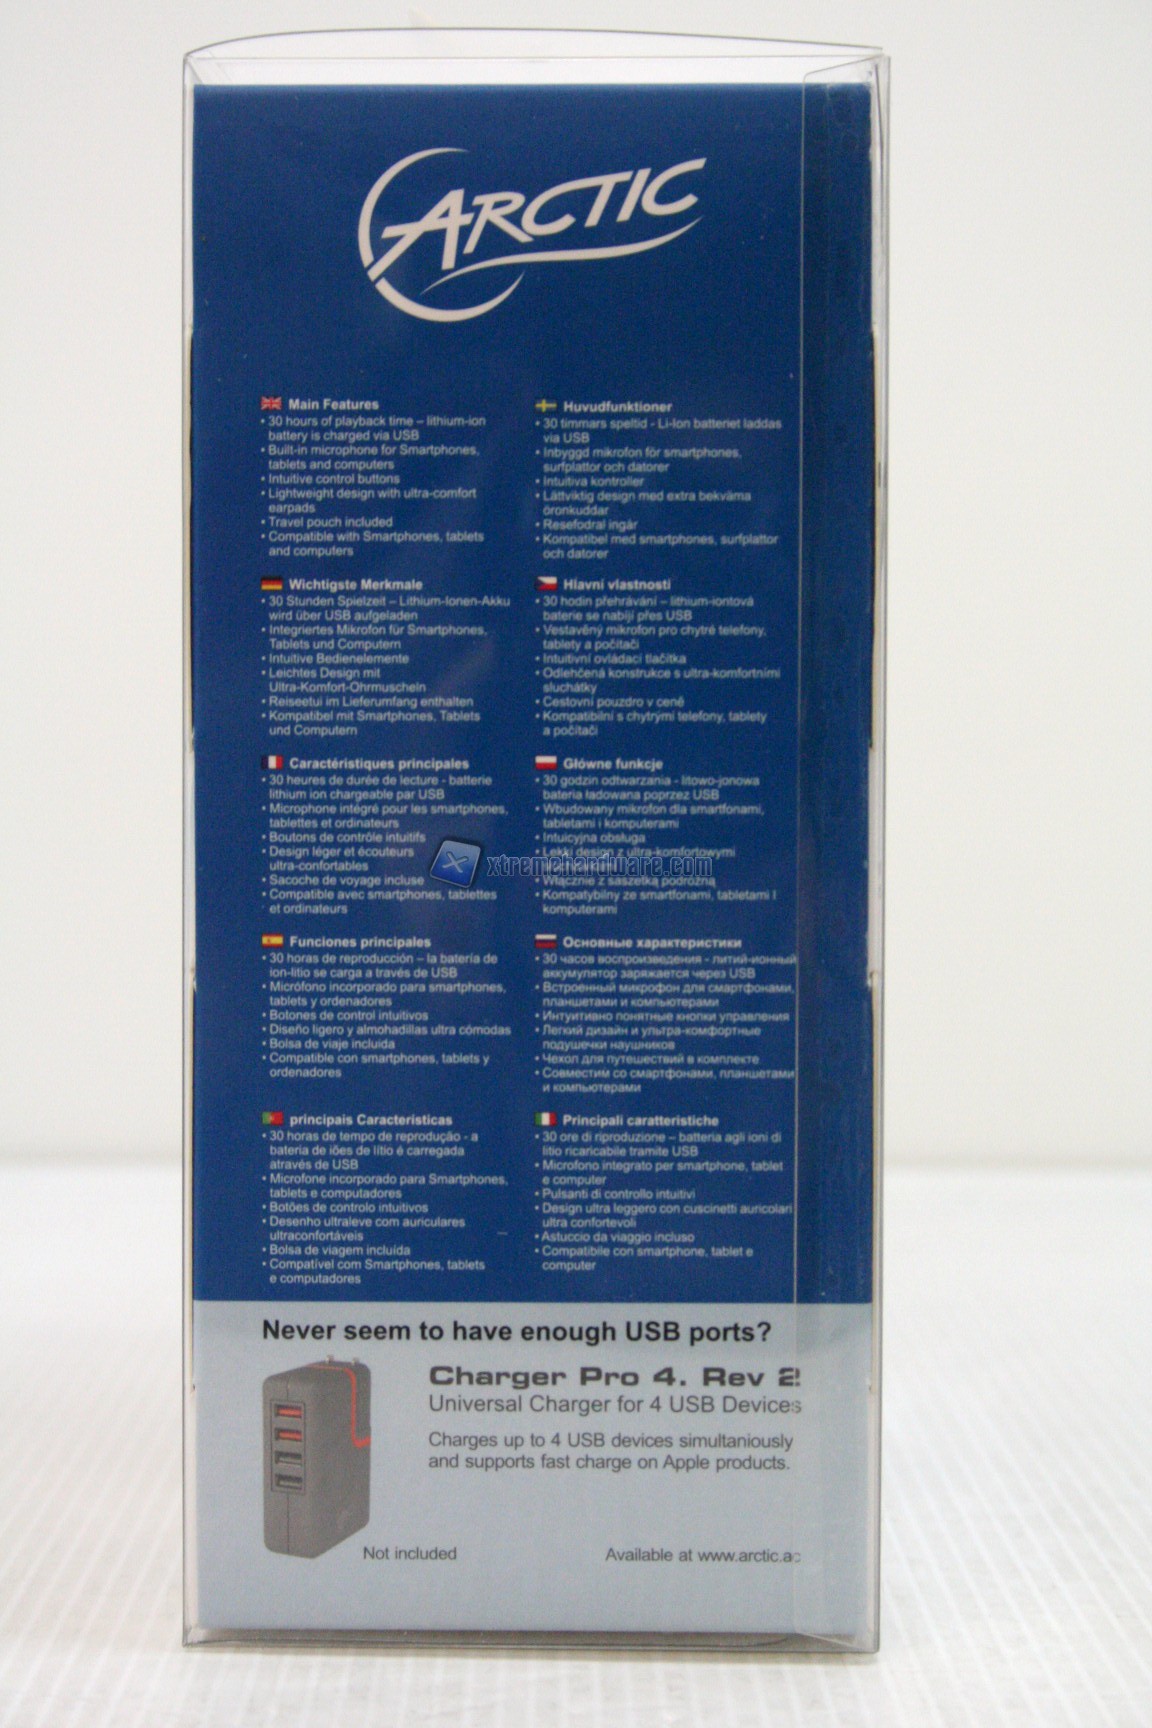 ARCTIC
Main Features
• 30 hours of playback time – lithium-ion
battery is charged via USB
• Built-in microphone for Smartphones,
tablets and computers
• Intuitive control buttons
• Lightweight design with ultra-comfort
earpads
• Travel pouch included
• Compatible with Smartphones, tablets
and computers
Wichtigste Merkmale
• 30 Stunden Spielzeit – Lithium-Ionen-Akku
wird über USB aufgeladen
• Integriertes Mikrofon für Smartphones,
Tablets und Computern
• Intuitive Bedienelemente
• Leichtes Design mit
Ultra-Komfort-Ohrmuscheln
• Reiseetui im Lieferumfang enthalten
• Kompatibel mit Smartphones, Tablets
und Computern
Caractéristiques principales
• 30 heures de durée de lecture - batterie
lithium ion chargeable par USB
• Microphone intégré pour les smartphones,
tablettes et ordinateurs
• Boutons de contrôle intuitifs
• Design léger et écouteurs
ultra-confortables
• Sacoche de voyage incluse
• Compatible avec smartphones, tablettes
et ordinateurs
Funciones principales
• 30 horas de reproducción – la batería de
ion-litio se carga a través de USB
• Micrófono incorporado para smartphones,
tablets y ordenadores
• Botones de control intuitivos
• Diseño ligero y almohadillas ultra cómodas
• Bolsa de viaje incluida
• Compatible con smartphones, tablets y
ordenadores
principais Características
• 30 horas de tempo de reprodução - a
bateria de iões de lítio é carregada
através de USB
• Microfone incorporado para Smartphones,
tablets e computadores
• Botões de controlo intuitivos
• Desenho ultraleve com auriculares
ultraconfortáveis
• Bolsa de viagem incluída
• Compatível com Smartphones, tablets
e computadores
Huvudfunktioner
• 30 timmars speltid - Li-Ion batteriet laddas
via USB
• Inbyggd mikrofon för smartphones,
surfplattor och datorer
• Intuitiva kontroller
• Lättviktig design med extra bekväma
öronkuddar
• Resefodral ingår
• Kompatibel med smartphones, surfplattor
och datorer
Hlavní vlastnosti
• 30 hodin přehrávání – lithium-iontová
baterie se nabíjí přes USB
• Vestavěný mikrofon pro chytré telefony,
tablety a počítači
• Intuitivní ovládací tlačítka
• Odlehčená konstrukce s ultra-komfortními
sluchátky
• Cestovní pouzdro v ceně
• Kompatibilní s chytrými telefony, tablety
a počítači
Główne funkcje
• 30 godzin odtwarzania - litowo-jonowa
bateria ładowana poprzez USB
• Wbudowany mikrofon dla smartfonami,
tabletami i komputerami
• Intuicyjna obsługa
• Lekki design z ultra-komfortowymi
xtremehardware.com
• Włącznie z saszetką podróżną
• Kompatybilny ze smartfonami, tabletami i
komputerami
Основные характеристики
• 30 часов воспроизведения - литий-ионный
аккумулятор заряжается через USB
• Встроенный микрофон для смартфонами,
планшетами и компьютерами
• Интуитивно понятные кнопки управления
• Легкий дизайн и ультра-комфортные
подушечки наушников
• Чехол для путешествий в комплекте
• Совместим со смартфонами, планшетами
и компьютерами
Principali caratteristiche
• 30 ore di riproduzione – batteria agli ioni di
litio ricaricabile tramite USB
• Microfono integrato per smartphone, tablet
e computer
• Pulsanti di controllo intuitivi
• Design ultra leggero con cuscinetti auricolari
ultra confortevoli
• Astuccio da viaggio incluso
• Compatibile con smartphone, tablet e
computer
Never seem to have enough USB ports?
Charger Pro 4. Rev 2
Universal Charger for 4 USB Devices
Charges up to 4 USB devices simultaniously
and supports fast charge on Apple products.
Not included
Available at www.arctic.ac